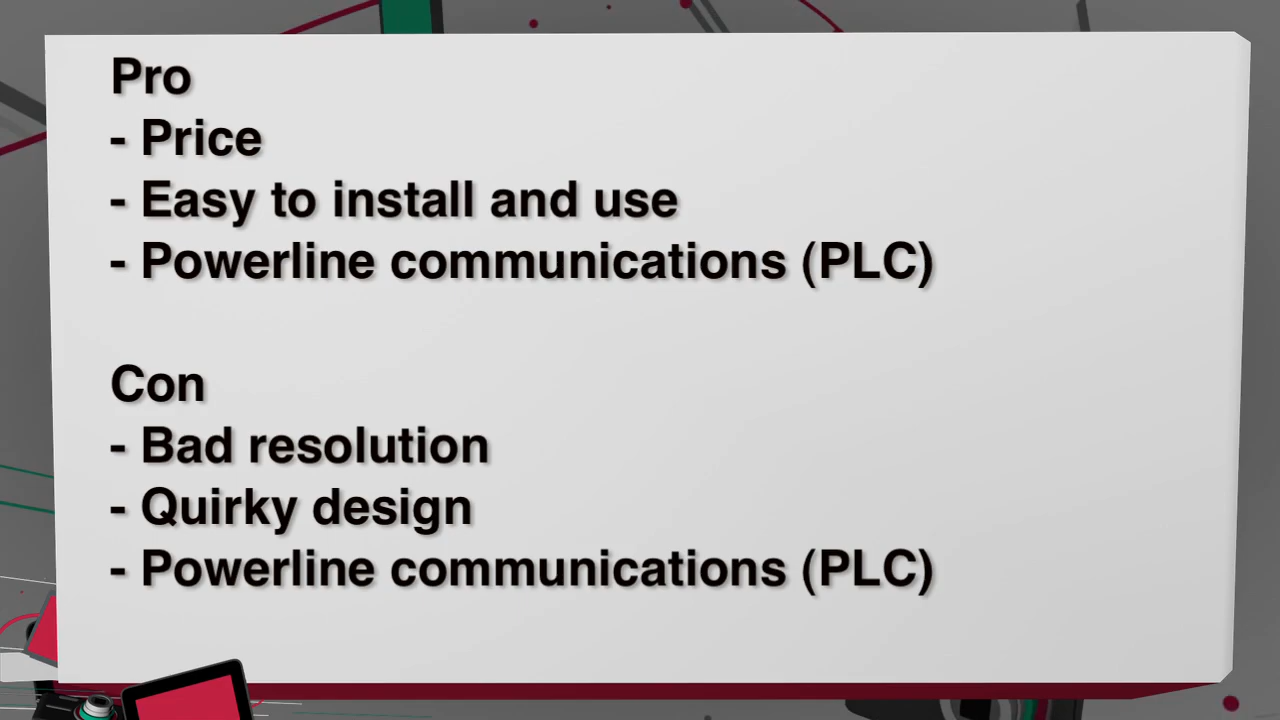 Pro
- Price
- Easy to install and use
- Powerline communications (PLC)
Con
- Bad resolution
- Quirky design
- Powerline communications (PLC)